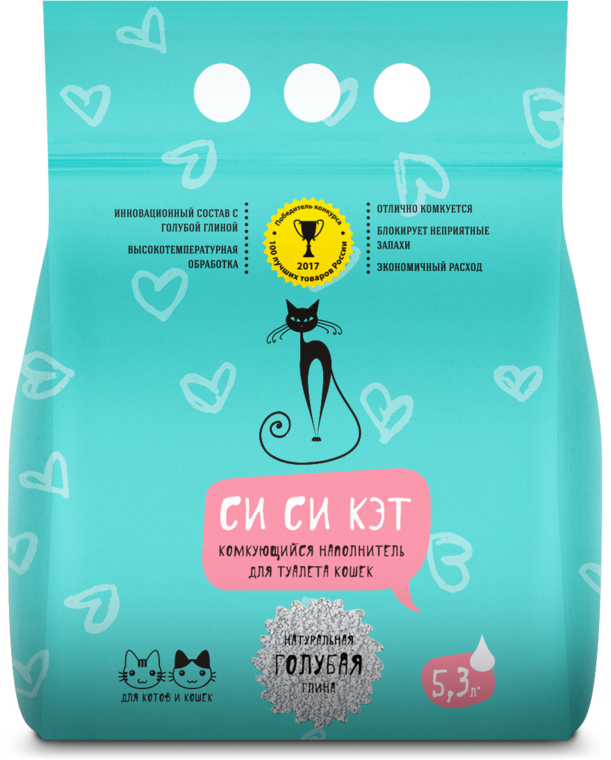 ИННОВАЦИОННЫЙ СОСТАВ С
ГОЛУБОЙ ГЛИНОЙ
ВЫСОКОТЕМПЕРАТУРНАЯ
ОБРАБОТКА
Победитель конкурса
2017
100 лучших товаров России
ОТЛИЧНО КОМКУЕТСЯ
БЛОКИРУЕТ НЕПРИЯТНЫЕ
ЗАПАХИ
ЭКОНОМИЧНЫЙ РАСХОД
СИ СИ КЭТ
КОМКУЮЩИЙСЯ НАПОЛНИТЕЛЬ
ДЛЯ ТУАЛЕТА КОШЕК
НАТУРАЛЬНАЯ
ГОЛУБАЯ
ГЛИНА
ДЛЯ КОТОВ И КОШЕК
5,3л